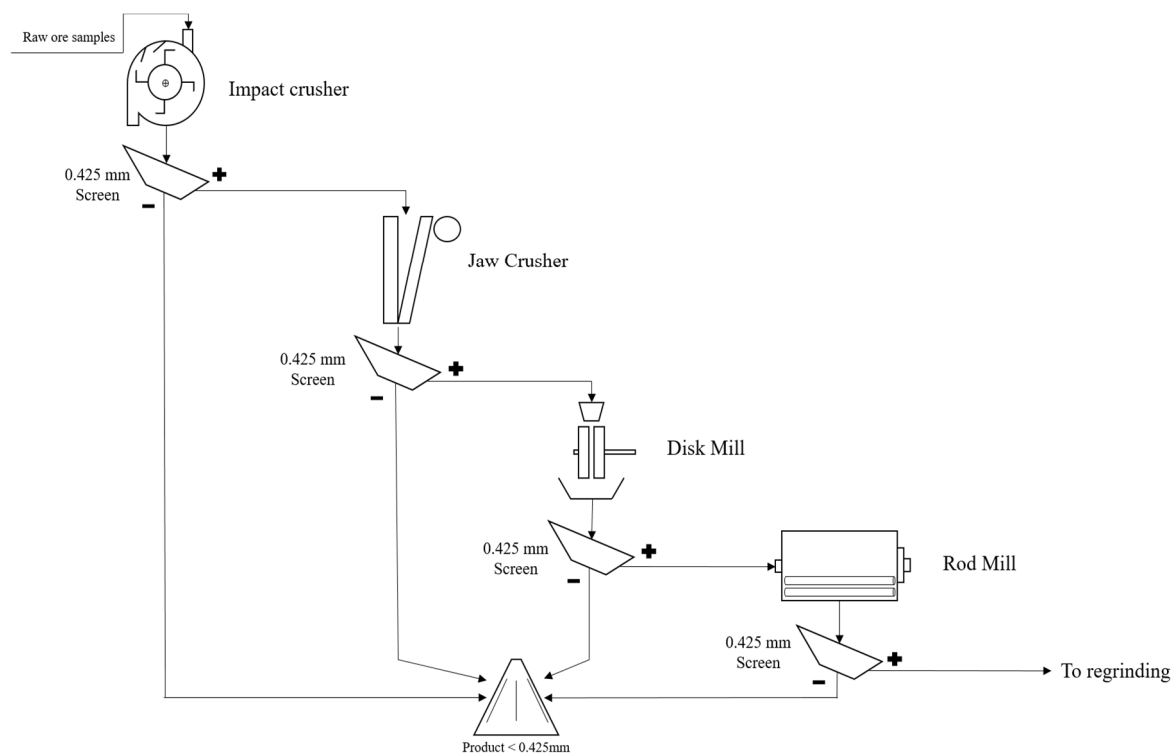 Raw ore samples
Impact crusher
0.425 mm
Screen
Jaw Crusher
0.425 mm
Screen
Disk Mill
0.425 mm
Screen
Rod Mill
0.425 mm
Screen
To regrinding
Product < 0.425mm